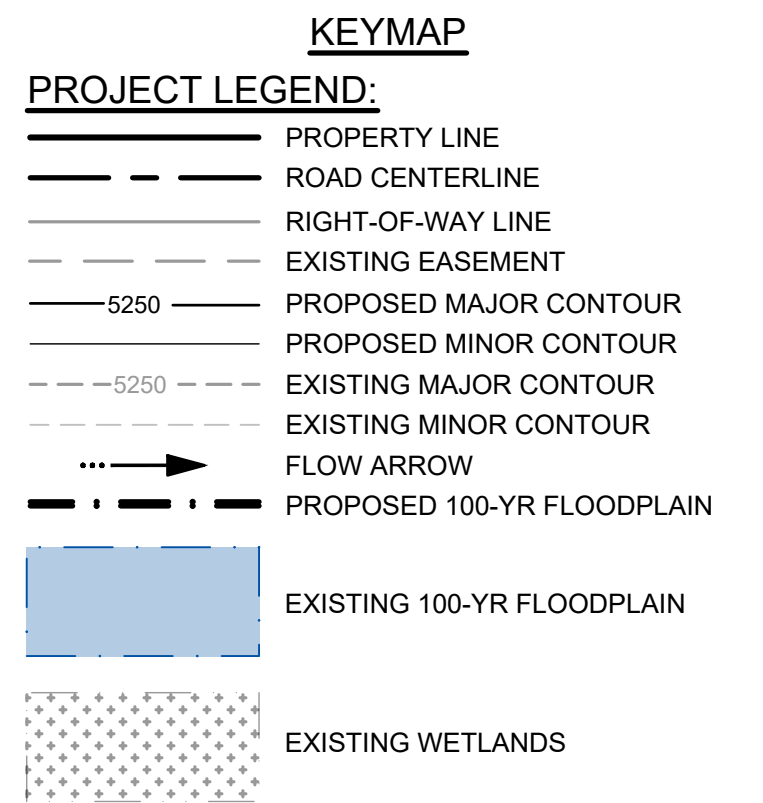 KEYMAP
PROJECT LEGEND:
PROPERTY LINE
ROAD CENTERLINE
RIGHT-OF-WAY LINE
EXISTING EASEMENT
5250 PROPOSED MAJOR CONTOUR
PROPOSED MINOR CONTOUR
5250 EXISTING MAJOR CONTOUR
EXISTING MINOR CONTOUR
FLOW ARROW
PROPOSED 100-YR FLOODPLAIN
EXISTING 100-YR FLOODPLAIN
EXISTING WETLANDS